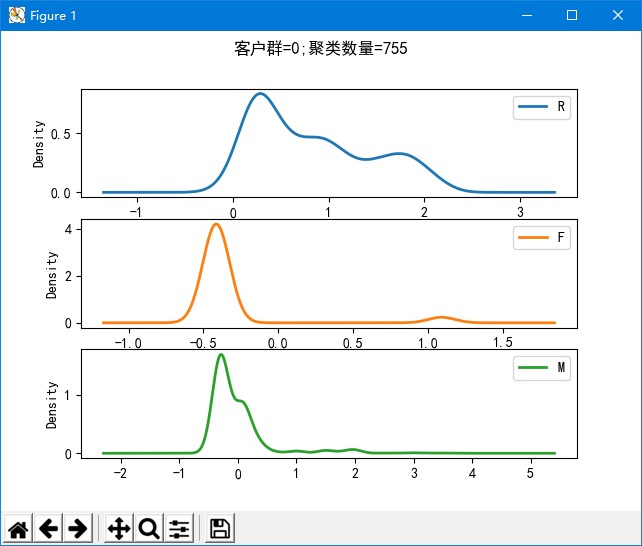 Figure 1
客户群=0;聚类数量=755
R
Density
0.5
0.0
−1 0 1 2 3
F
Density
4
2
0
−1.0 −0.5 0.0 0.5 1.0 1.5
M
Density
1
0
−2 −1 0 1 2 3 4 5